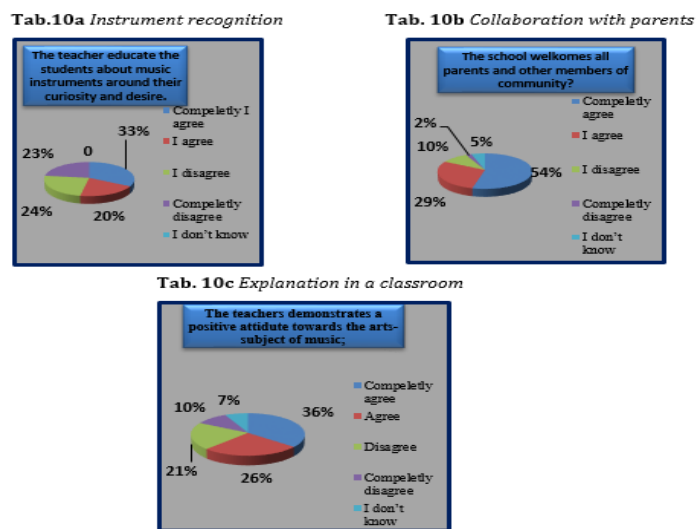 Tab.10a Instrument recognition
The teacher educate the
students about music
instruments around their
curiosity and desire.
Compeletly I
agree
I agree
I disagree
Compeletly
disagree
I don't know
33%
20%
24%
23%
0
Tab. 10b Collaboration with parents
The school welkomes all
parents and other members of
community?
Compeletly
agree
I agree
I disagree
Compeletly
disagree
I don't know
54%
29%
10%
2%
5%
Tab. 10c Explanation in a classroom
The teachers demonstrates a
positive attidute towards the arts-
subject of music;
Compeletly
agree
Agree
Disagree
Compeletly
disagree
I don't know
36%
26%
21%
10%
7%